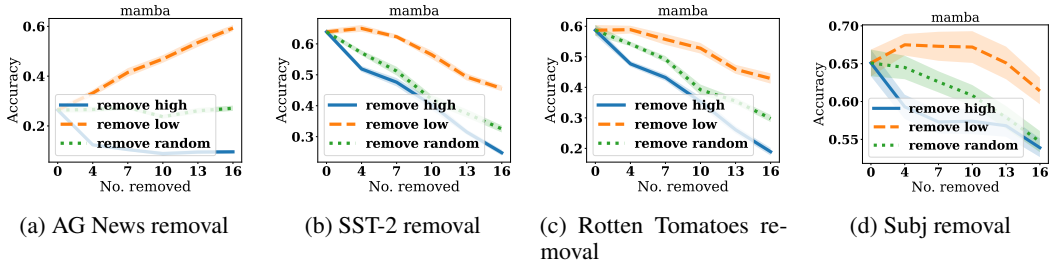 mamba
Accuracy
0.6
0.4
0.2
remove high
remove low
remove random
0 4 7 10 13 16
No. removed
(a) AG News removal
mamba
Accuracy
0.6
0.5
0.4
0.3
remove high
remove low
remove random
0 4 7 10 13 16
No. removed
(b) SST-2 removal
mamba
Accuracy
0.6
0.5
0.4
0.3
0.2
remove high
remove low
remove random
0 4 7 10 13 16
No. removed
(c) Rotten Tomatoes re-
moval
mamba
Accuracy
0.70
0.65
0.60
0.55
remove high
remove low
remove random
0 4 7 10 13 16
No. removed
(d) Subj removal